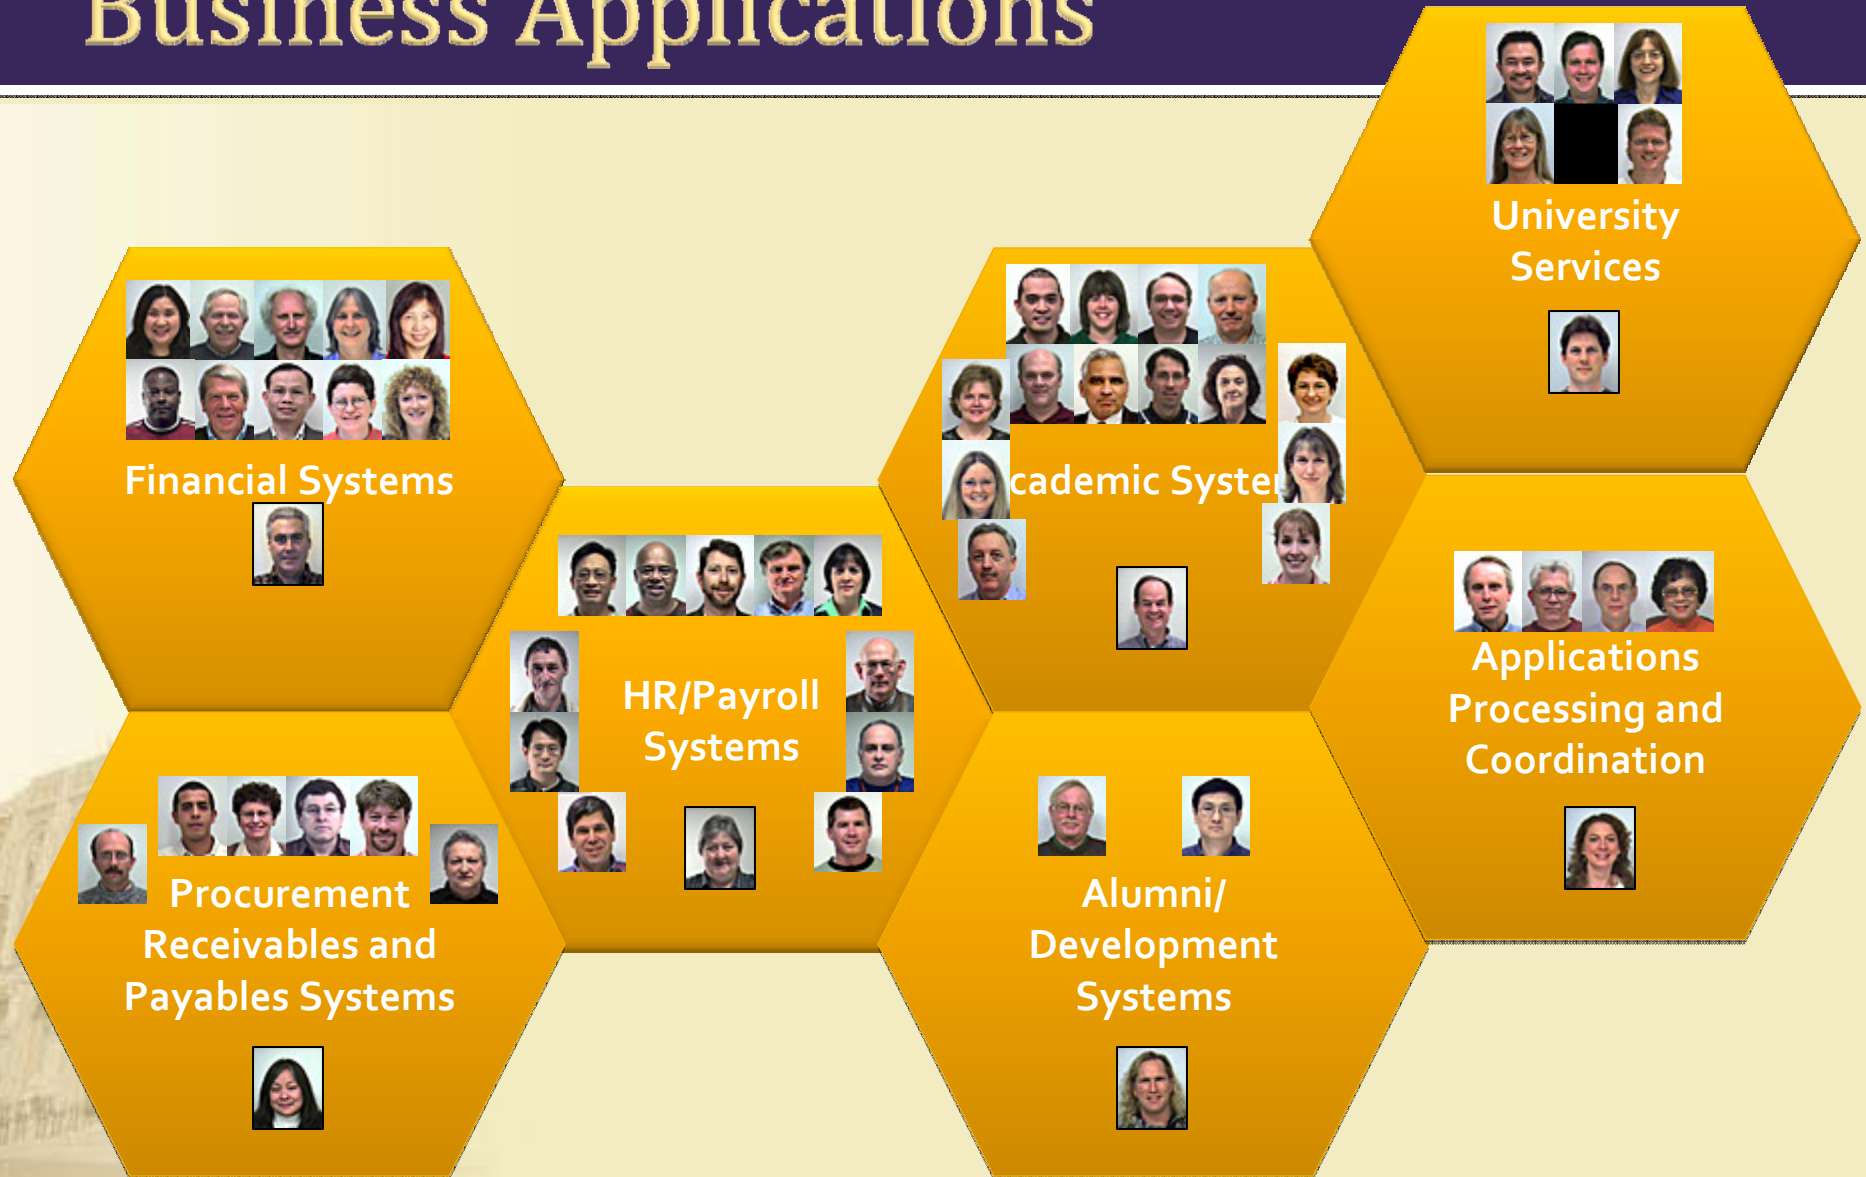 Business Applications
University
Services
Financial Systems
cademic Syste
HR/Payroll
Systems
Applications
Processing and
Coordination
Procurement
Receivables and
Payables Systems
Alumni/
Development
Systems